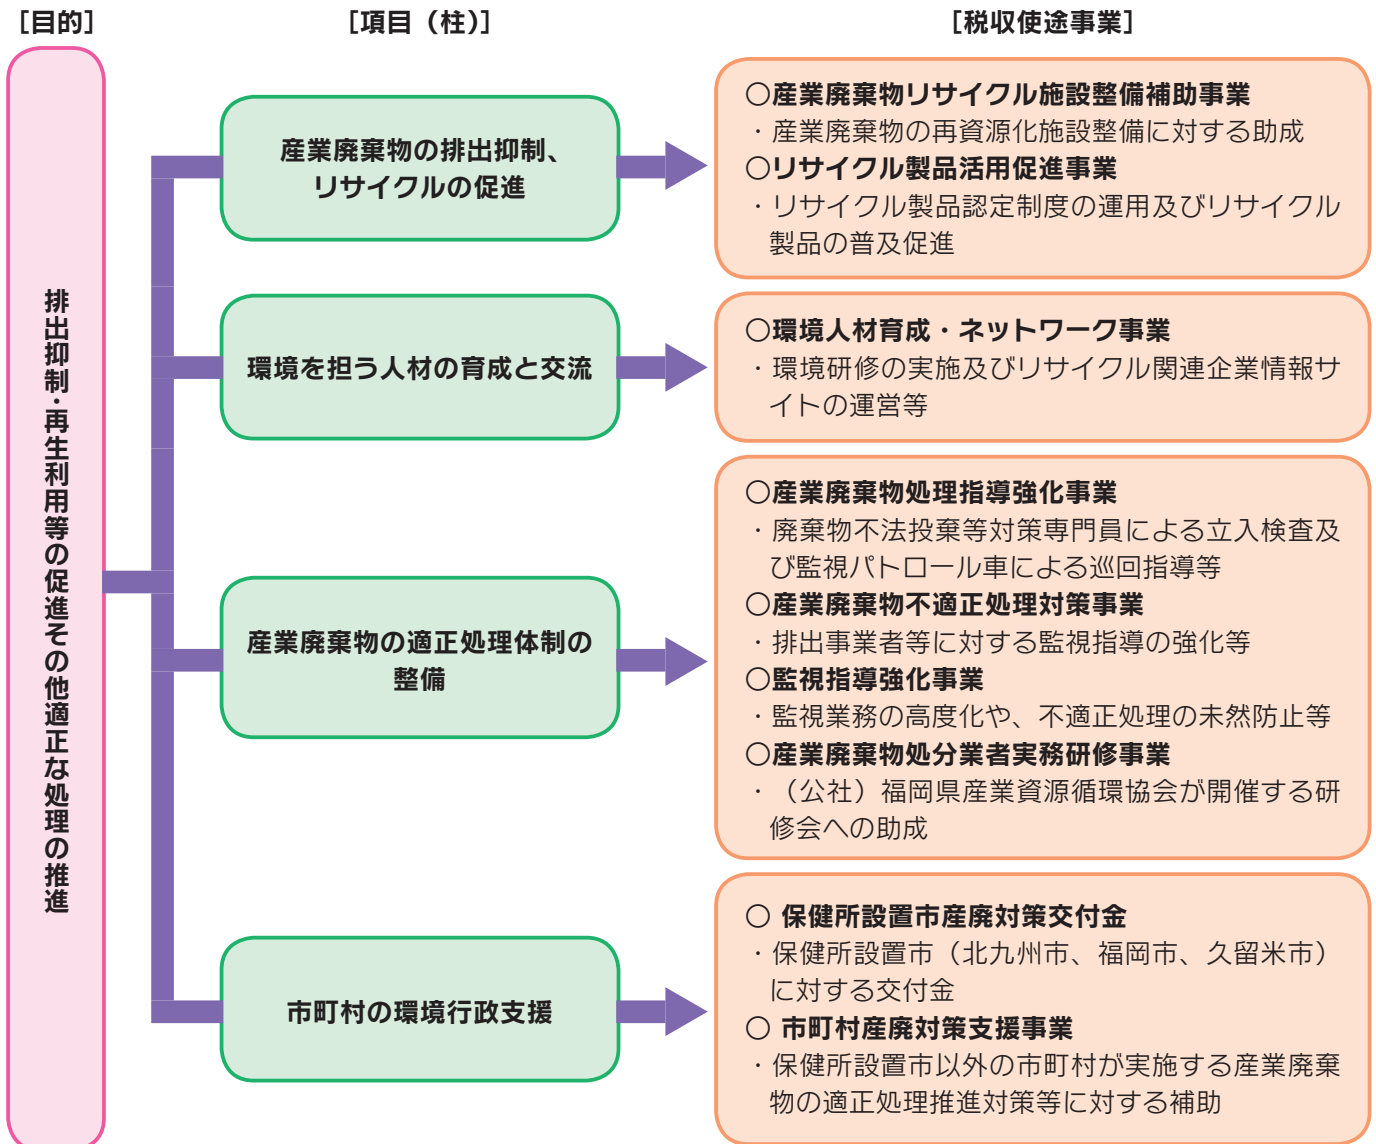 ［目的］
［項目（柱）］
［税収使途事業］
排出抑制・再生利用等の促進その他適正な処理の推進
産業廃棄物の排出抑制、
リサイクルの促進
○産業廃棄物リサイクル施設整備補助事業
・産業廃棄物の再資源化施設整備に対する助成
○リサイクル製品活用促進事業
・リサイクル製品認定制度の運用及びリサイクル
製品の普及促進
環境を担う人材の育成と交流
○環境人材育成・ネットワーク事業
・環境研修の実施及びリサイクル関連企業情報サ
イトの運営等
産業廃棄物の適正処理体制の
整備
○産業廃棄物処理指導強化事業
・廃棄物不法投棄等対策専門員による立入検査及
び監視パトロール車による巡回指導等
○産業廃棄物不適正処理対策事業
・排出事業者等に対する監視指導の強化等
○監視指導強化事業
・監視業務の高度化や、不適正処理の未然防止等
○産業廃棄物処分業者実務研修事業
・（公社）福岡県産業資源循環協会が開催する研
修会への助成
市町村の環境行政支援
○ 保健所設置市産廃対策交付金
・保健所設置市（北九州市、福岡市、久留米市）
に対する交付金
○ 市町村産廃対策支援事業
・保健所設置市以外の市町村が実施する産業廃棄
物の適正処理推進対策等に対する補助